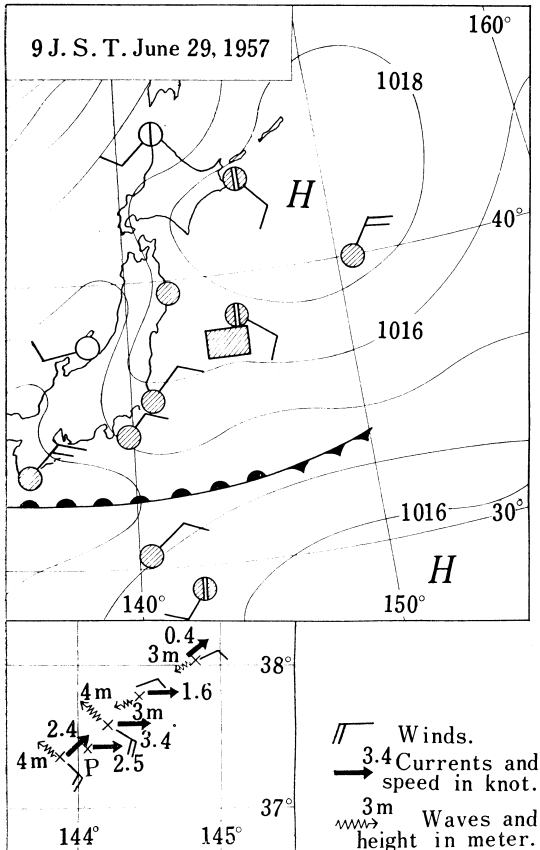 9 J. S. T. June 29, 1957
160°
1018
H
40°
1016
1016
30°
H
140°
150°
0.4
3m
38°
4m
1.6
3m
2.4
3.4
4m
P
2.5
37°
144°
145°
Winds.
3.4 Currents and
speed in knot.
3m Waves and
height in meter.